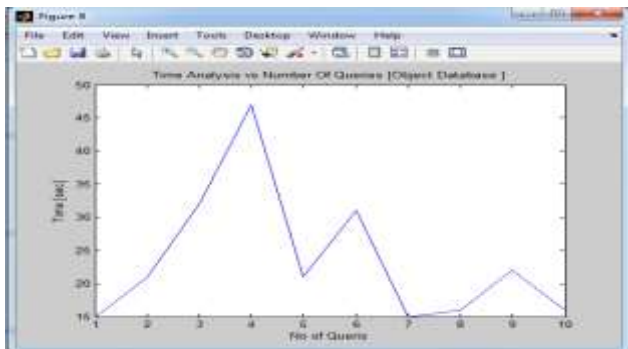 Figure 8
File Edit View Insert Tools Desktop Window Help
Time Analysis vs Number Of Queries [Object Database ]
50
45
40
35
30
25
20
15
Time [sec]
1 2 3 4 5 6 7 8 9 10
No of Queris